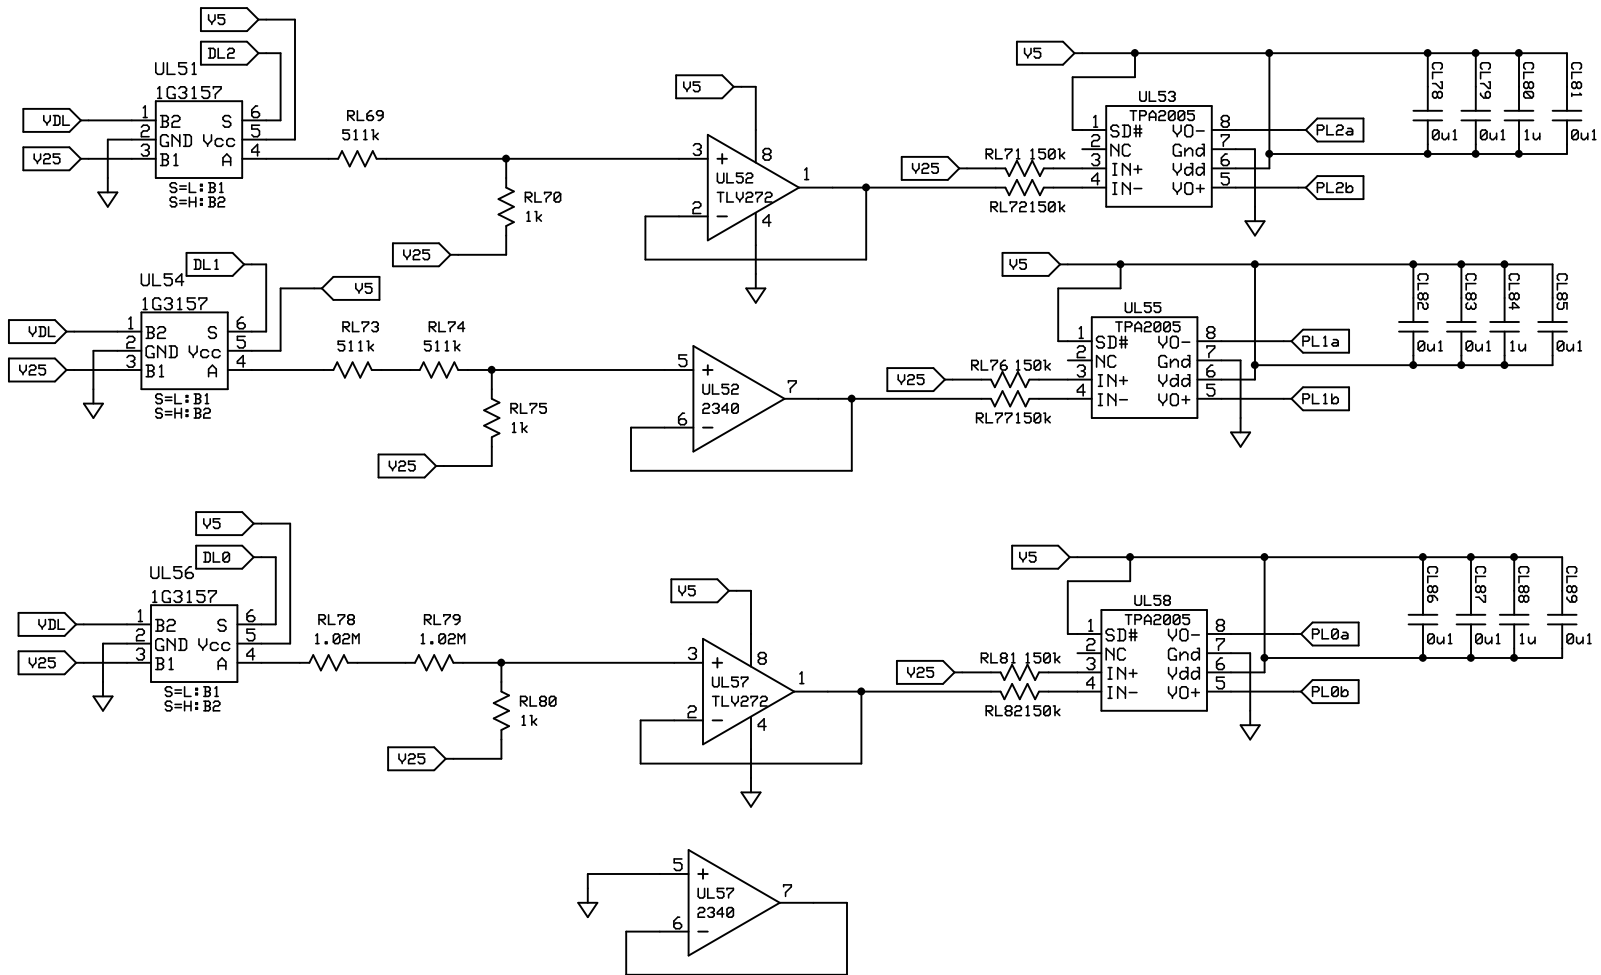 V5
DL2
UL51
1G3157
VDL
1 B2 S 6
2 GND Vcc 5
V25
3 B1 A 4
S=L:B1
S=H:B2
RL69
511k
RL70
1k
V25
V5
3 + 8
UL52 1
TLV272
2 - 4
V25
RL71 150k
RL72150k
V5
UL53
TPA2005
1 SD# VO- 8
2 NC Gnd 7
3 IN+ Vdd 6
4 IN- VO+ 5
PL2a
PL2b
CL78
0u1
CL79
0u1
CL80
1u
CL81
0u1
DL1
V5
UL54
1G3157
VDL
1 B2 S 6
2 GND Vcc 5
V25
3 B1 A 4
S=L:B1
S=H:B2
RL73
511k
RL74
511k
RL75
1k
V25
5 +
UL52 7
2340
6 -
V25
RL76 150k
RL77150k
V5
UL55
TPA2005
1 SD# VO- 8
2 NC Gnd 7
3 IN+ Vdd 6
4 IN- VO+ 5
PL1a
PL1b
CL82
0u1
CL83
0u1
CL84
1u
CL85
0u1
V5
DL0
UL56
1G3157
VDL
1 B2 S 6
2 GND Vcc 5
V25
3 B1 A 4
S=L:B1
S=H:B2
RL78
1.02M
RL79
1.02M
RL80
1k
V25
V5
3 + 8
UL57 1
TLV272
2 - 4
V25
RL81 150k
RL82150k
V5
UL58
TPA2005
1 SD# VO- 8
2 NC Gnd 7
3 IN+ Vdd 6
4 IN- VO+ 5
PL0a
PL0b
CL86
0u1
CL87
0u1
CL88
1u
CL89
0u1
5 +
UL57 7
2340
6 -